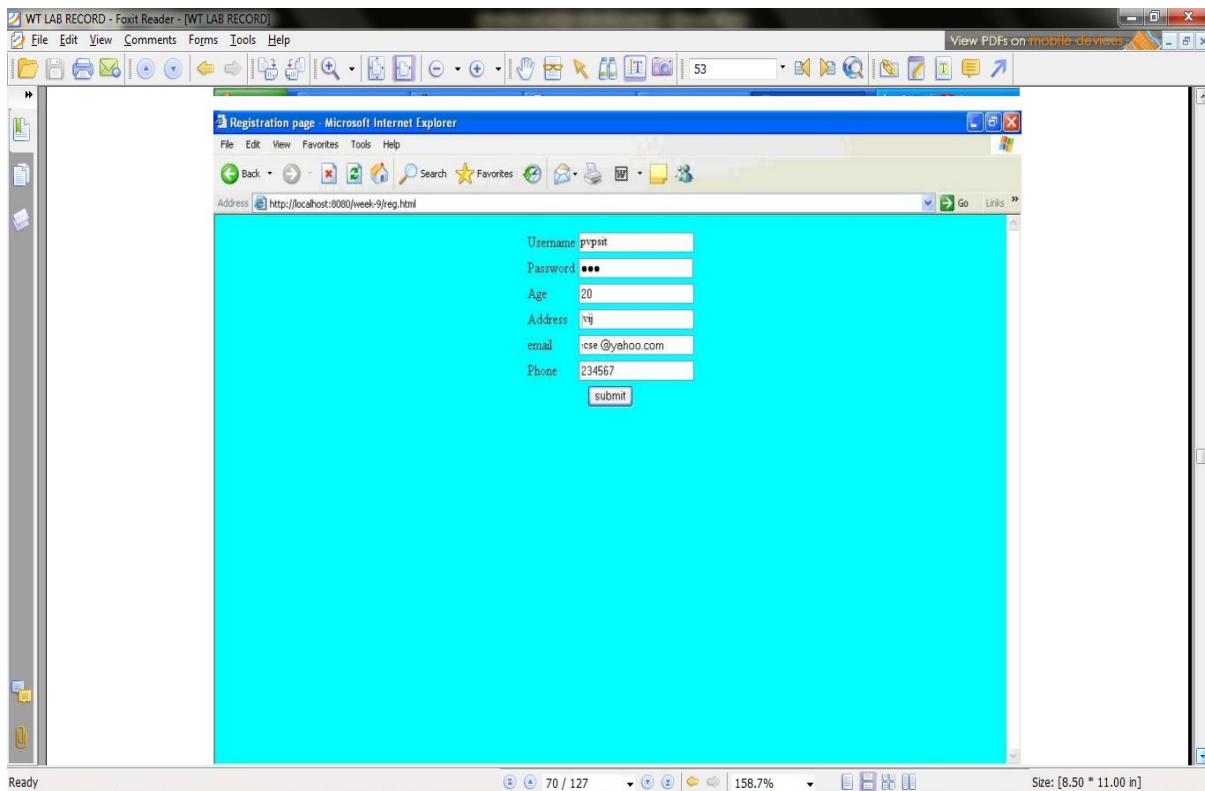 WT LAB RECORD - Foxit Reader - [WT LAB RECORD]
File Edit View Comments Forms Tools Help
View PDFs on mobile devices
53
Registration page - Microsoft Internet Explorer
File Edit View Favorites Tools Help
Back Search Favorites
Address http://localhost:8080/week-9/reg.html Go Links »
Username pvpsit
Password •••
Age 20
Address vij
email :cse @yahoo.com
Phone 234567
submit
Ready 70 / 127 158.7% Size: [8.50 * 11.00 in]